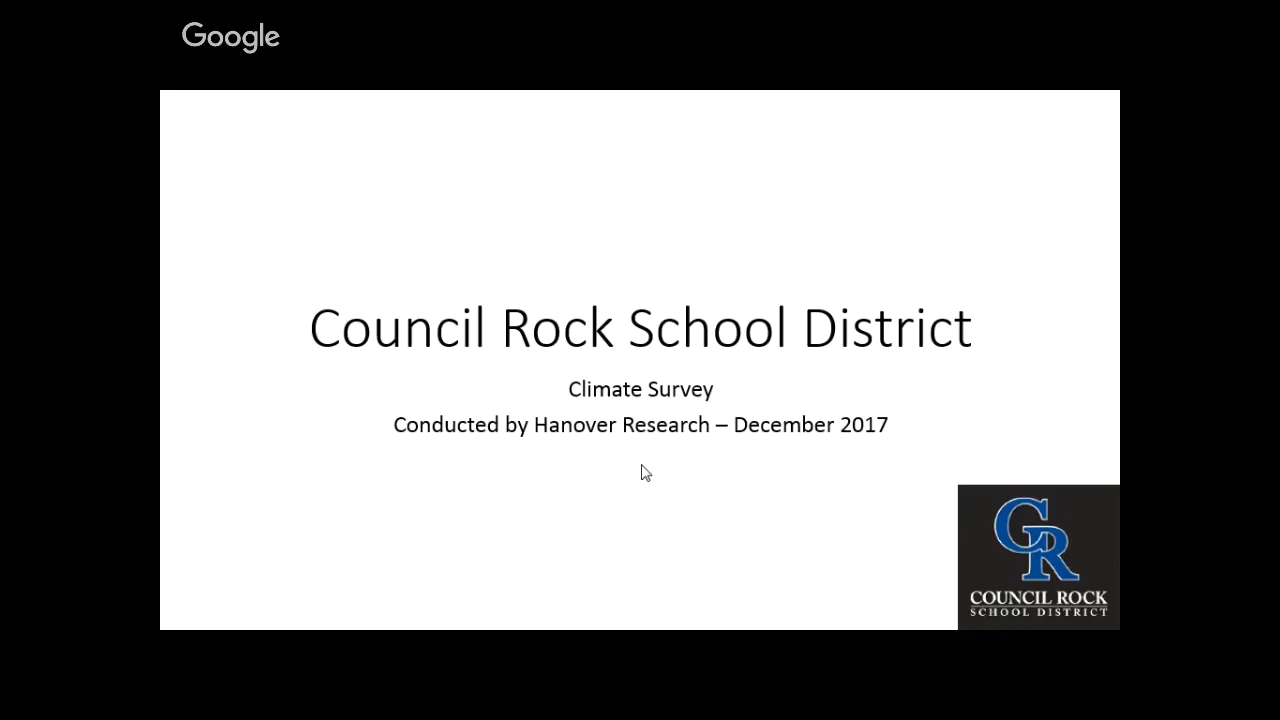 Google
Council Rock School District
Climate Survey
Conducted by Hanover Research – December 2017
CR
COUNCIL ROCK
SCHOOL DISTRICT